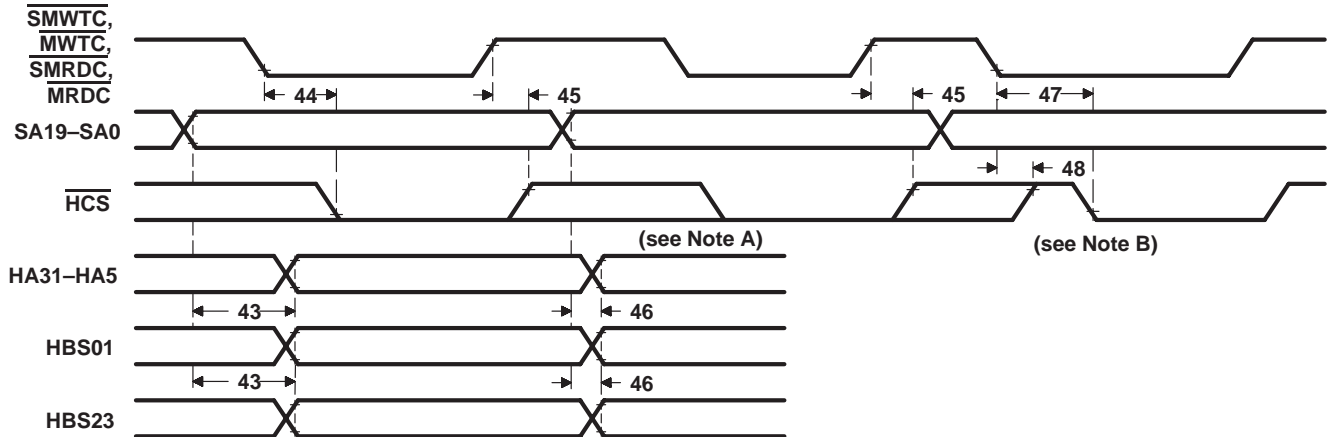 SMWTC,
MWTC,
SMRDC,
MRDC
44
45
45
47
SA19–SA0
48
HCS
(see Note A)
(see Note B)
HA31–HA5
43
46
HBS01
43
46
HBS23